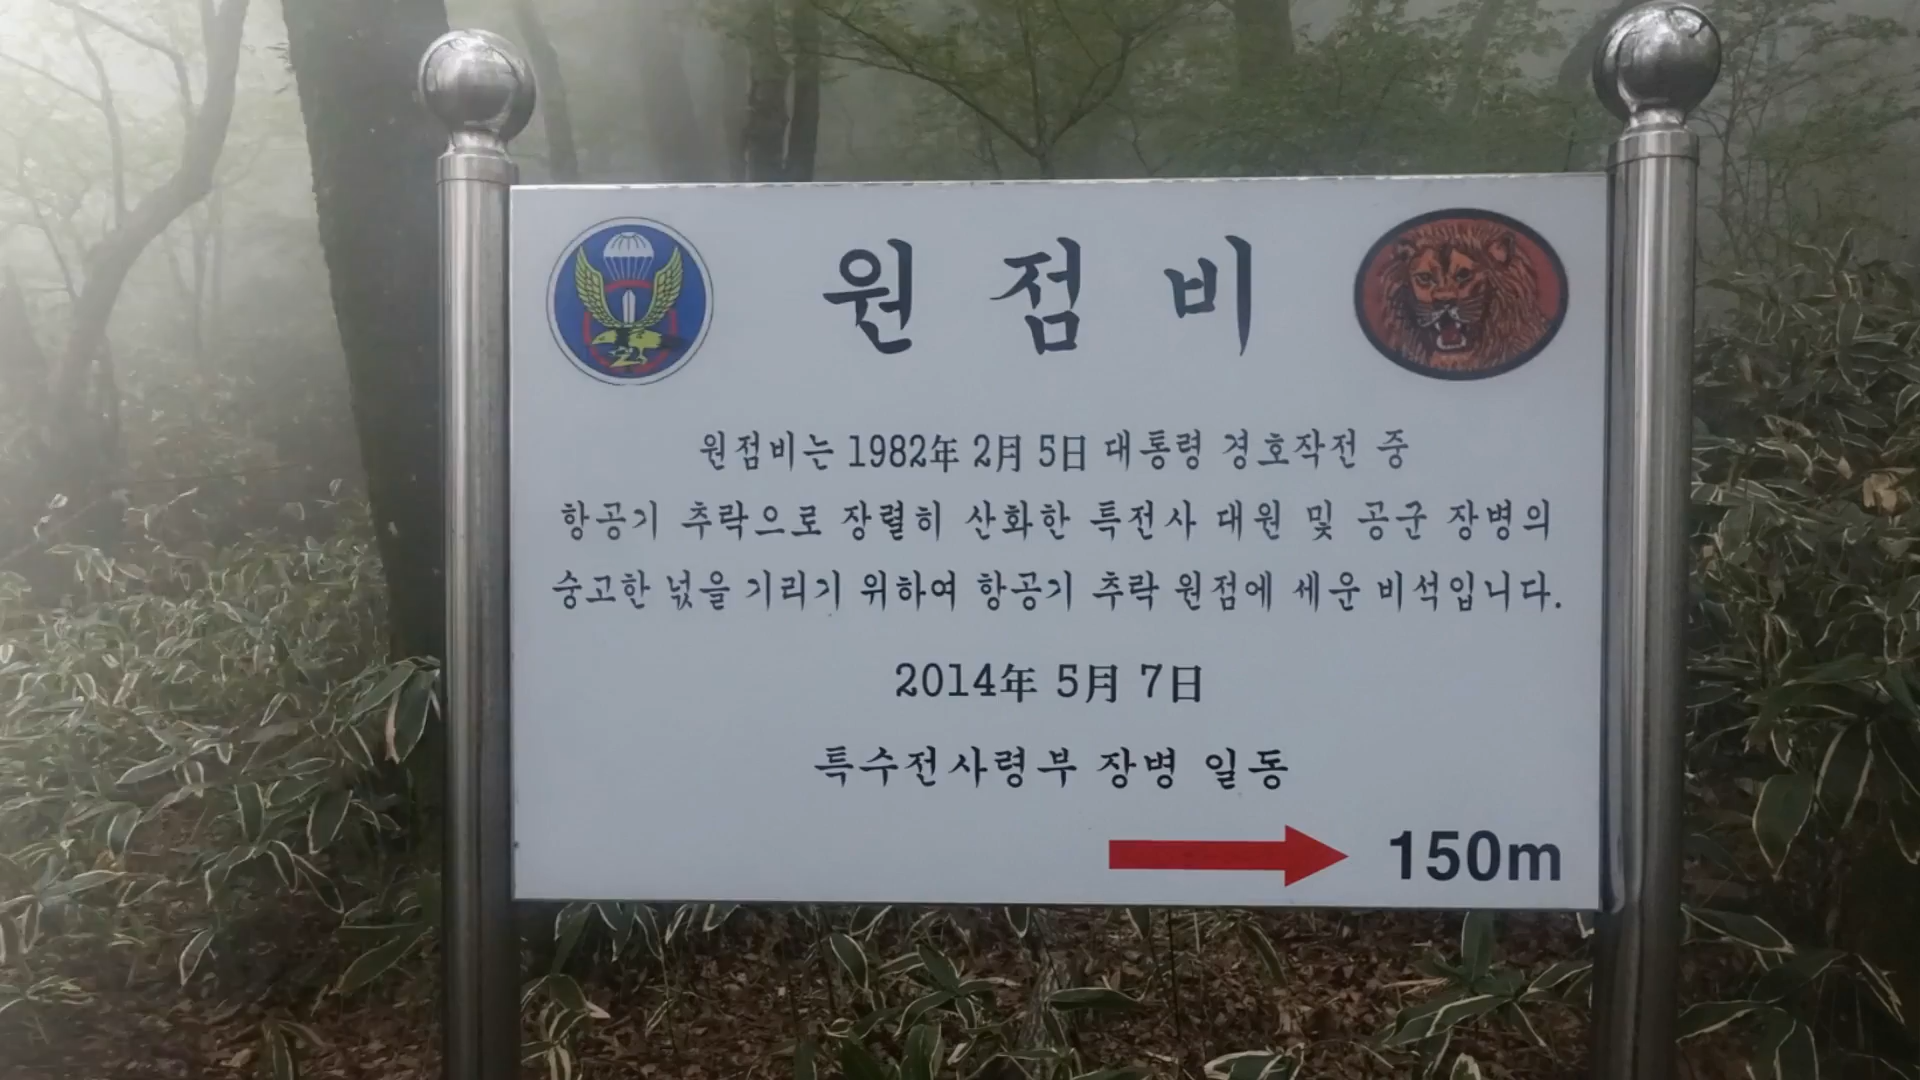 원점비
원점비는 1982年 2月 5日 대통령 경호작전 중
항공기 추락으로 장렬히 산화한 특전사 대원 및 공군 장병의
숭고한 넋을 기리기 위하여 항공기 추락 원점에 세운 비석입니다.
2014年 5月 7日
특수전사령부 장병 일동
150m